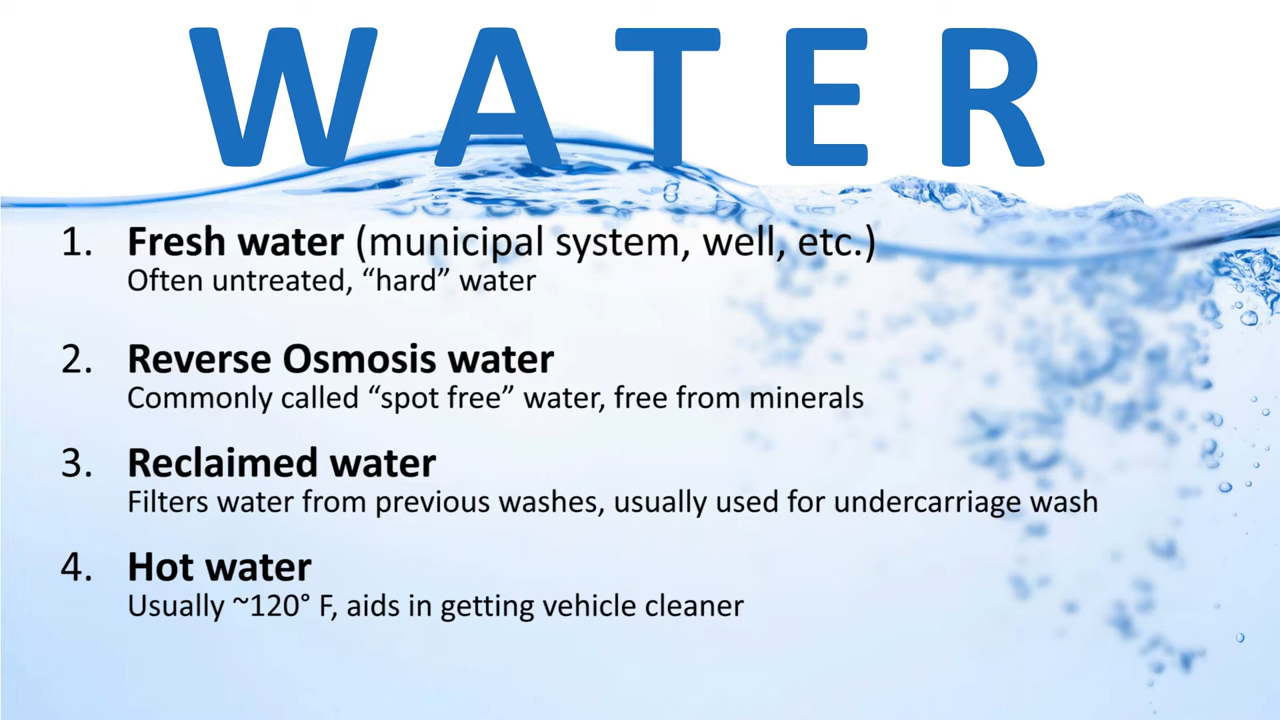 WATER
1. Fresh water (municipal system, well, etc.)
Often untreated, “hard” water
2. Reverse Osmosis water
Commonly called “spot free” water, free from minerals
3. Reclaimed water
Filters water from previous washes, usually used for undercarriage wash
4. Hot water
Usually ~120° F, aids in getting vehicle cleaner